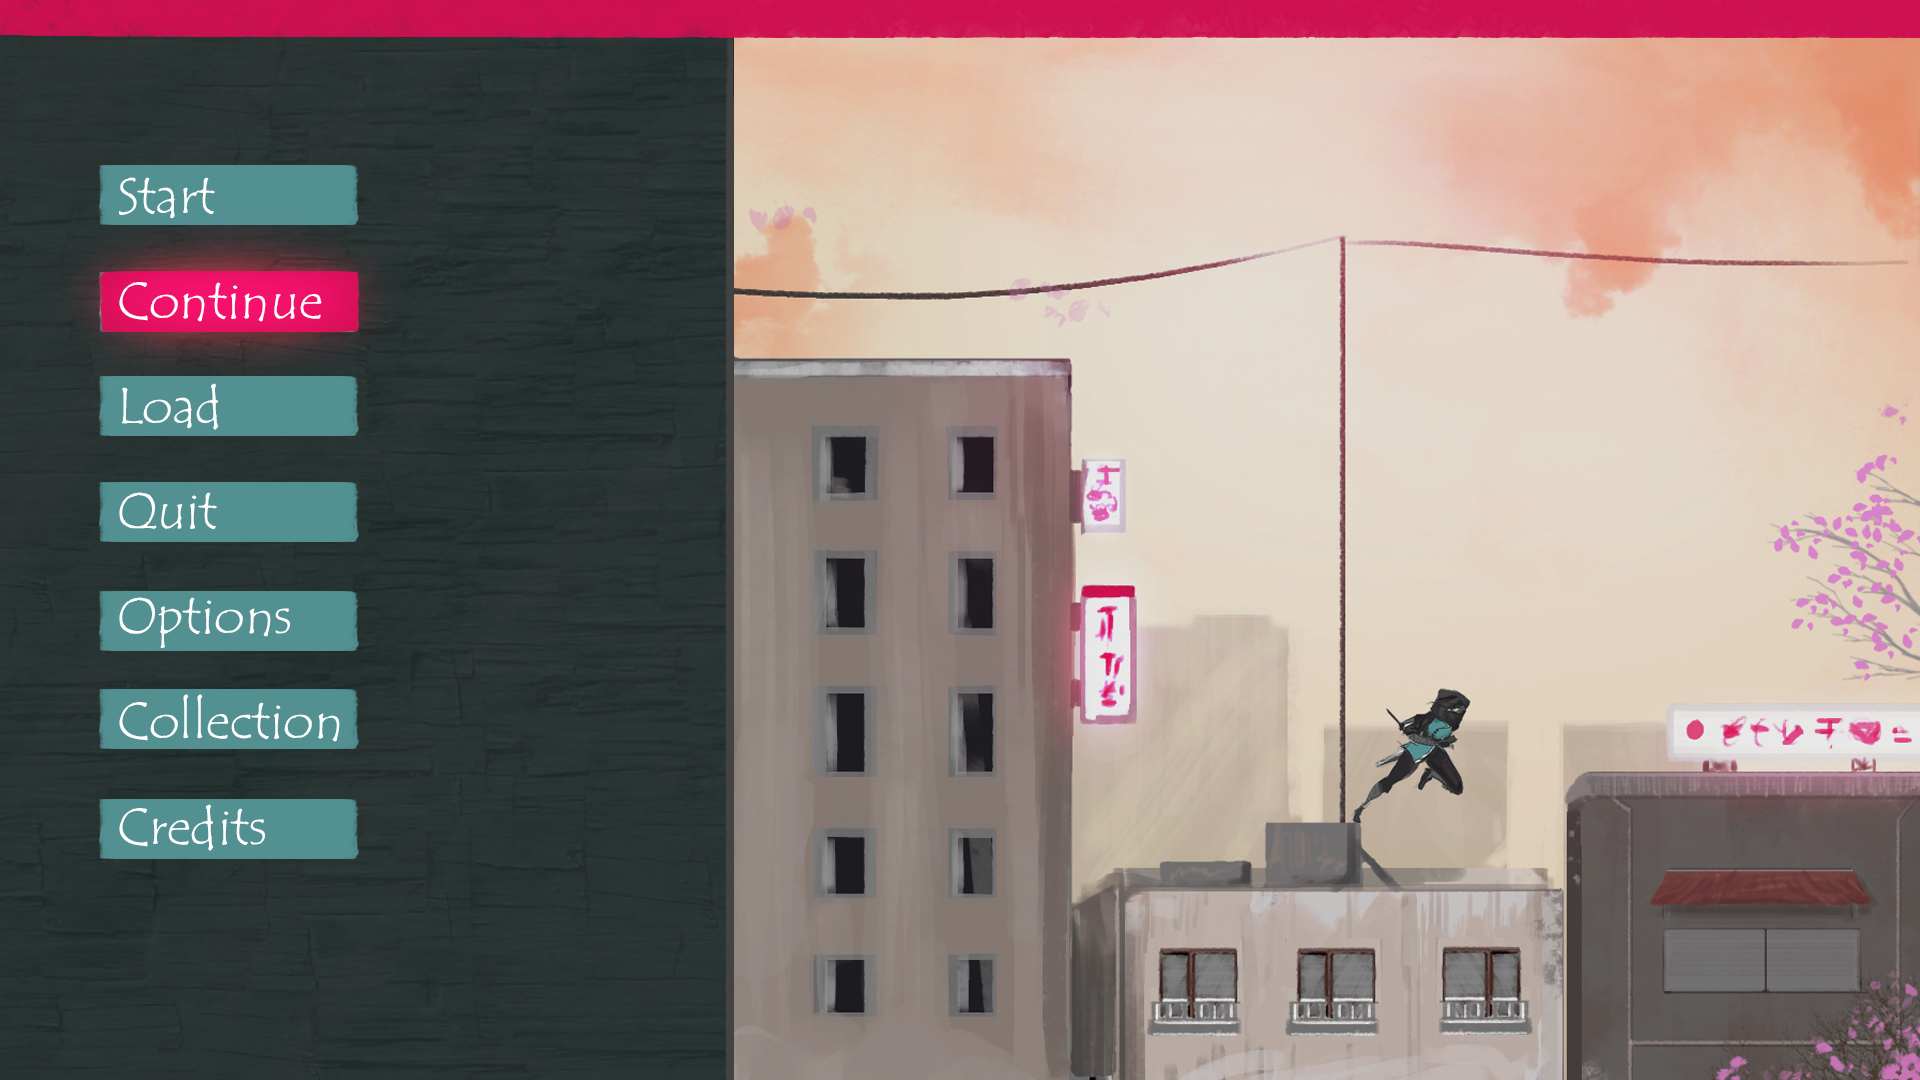 Start
Continue
Load
Quit
Options
Collection
Credits